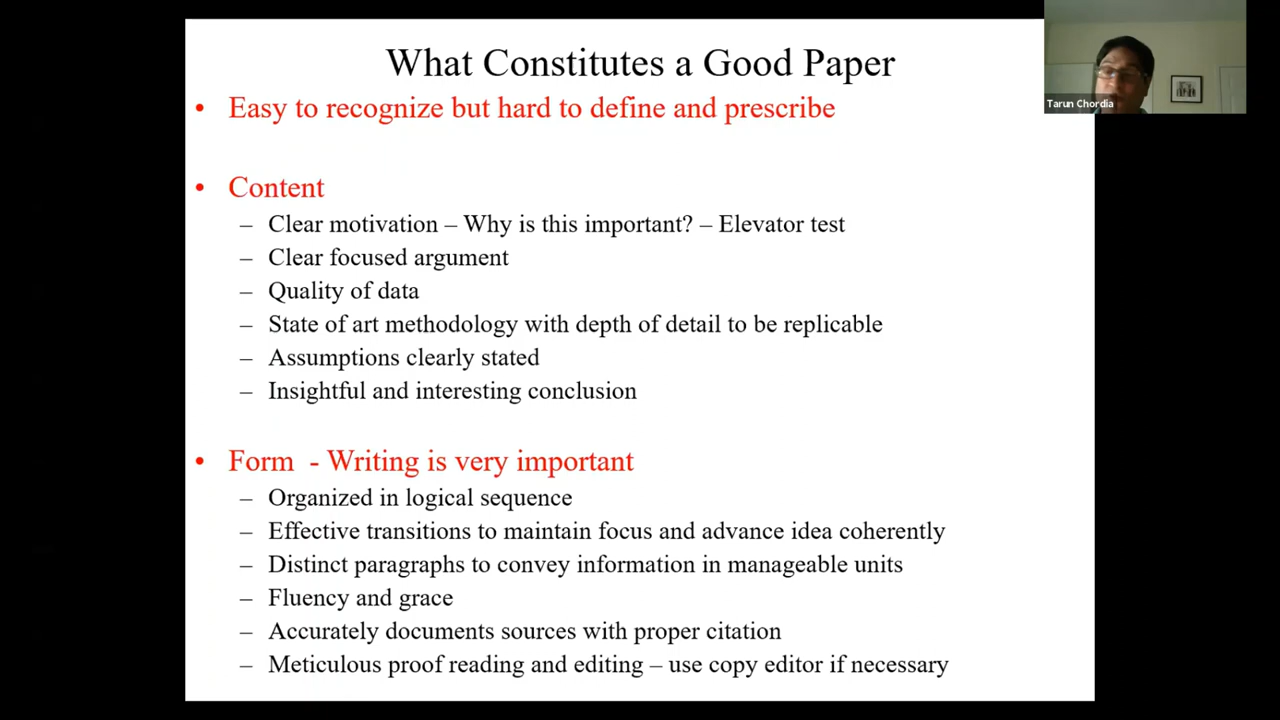 What Constitutes a Good Paper
Tarun Chordia
• Easy to recognize but hard to define and prescribe
• Content
– Clear motivation – Why is this important? – Elevator test
– Clear focused argument
– Quality of data
– State of art methodology with depth of detail to be replicable
– Assumptions clearly stated
– Insightful and interesting conclusion
• Form - Writing is very important
– Organized in logical sequence
– Effective transitions to maintain focus and advance idea coherently
– Distinct paragraphs to convey information in manageable units
– Fluency and grace
– Accurately documents sources with proper citation
– Meticulous proof reading and editing – use copy editor if necessary